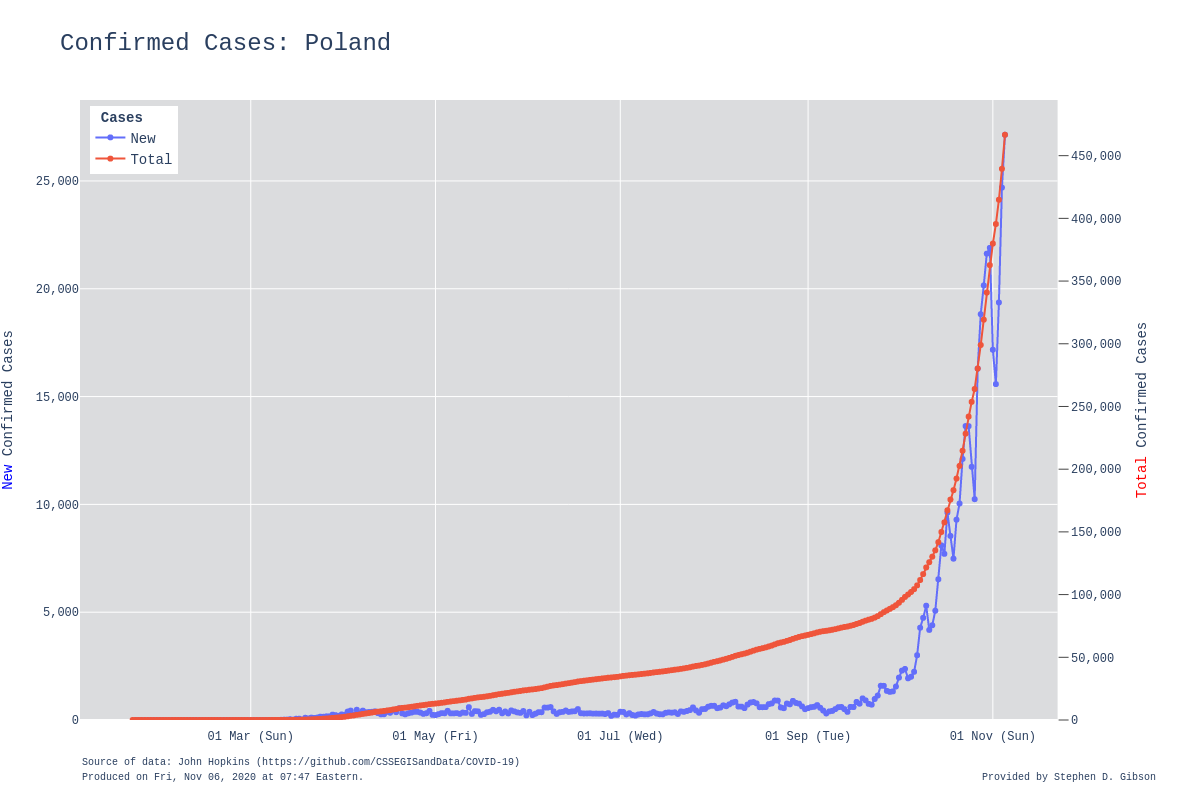 Confirmed Cases: Poland
Cases
New
Total
25,000
20,000
15,000
10,000
5,000
0
New Confirmed Cases
450,000
400,000
350,000
300,000
250,000
200,000
150,000
100,000
50,000
0
Total Confirmed Cases
01 Mar (Sun)
01 May (Fri)
01 Jul (Wed)
01 Sep (Tue)
01 Nov (Sun)
Source of data: John Hopkins (https://github.com/CSSEGISandData/COVID-19)
Produced on Fri, Nov 06, 2020 at 07:47 Eastern.
Provided by Stephen D. Gibson